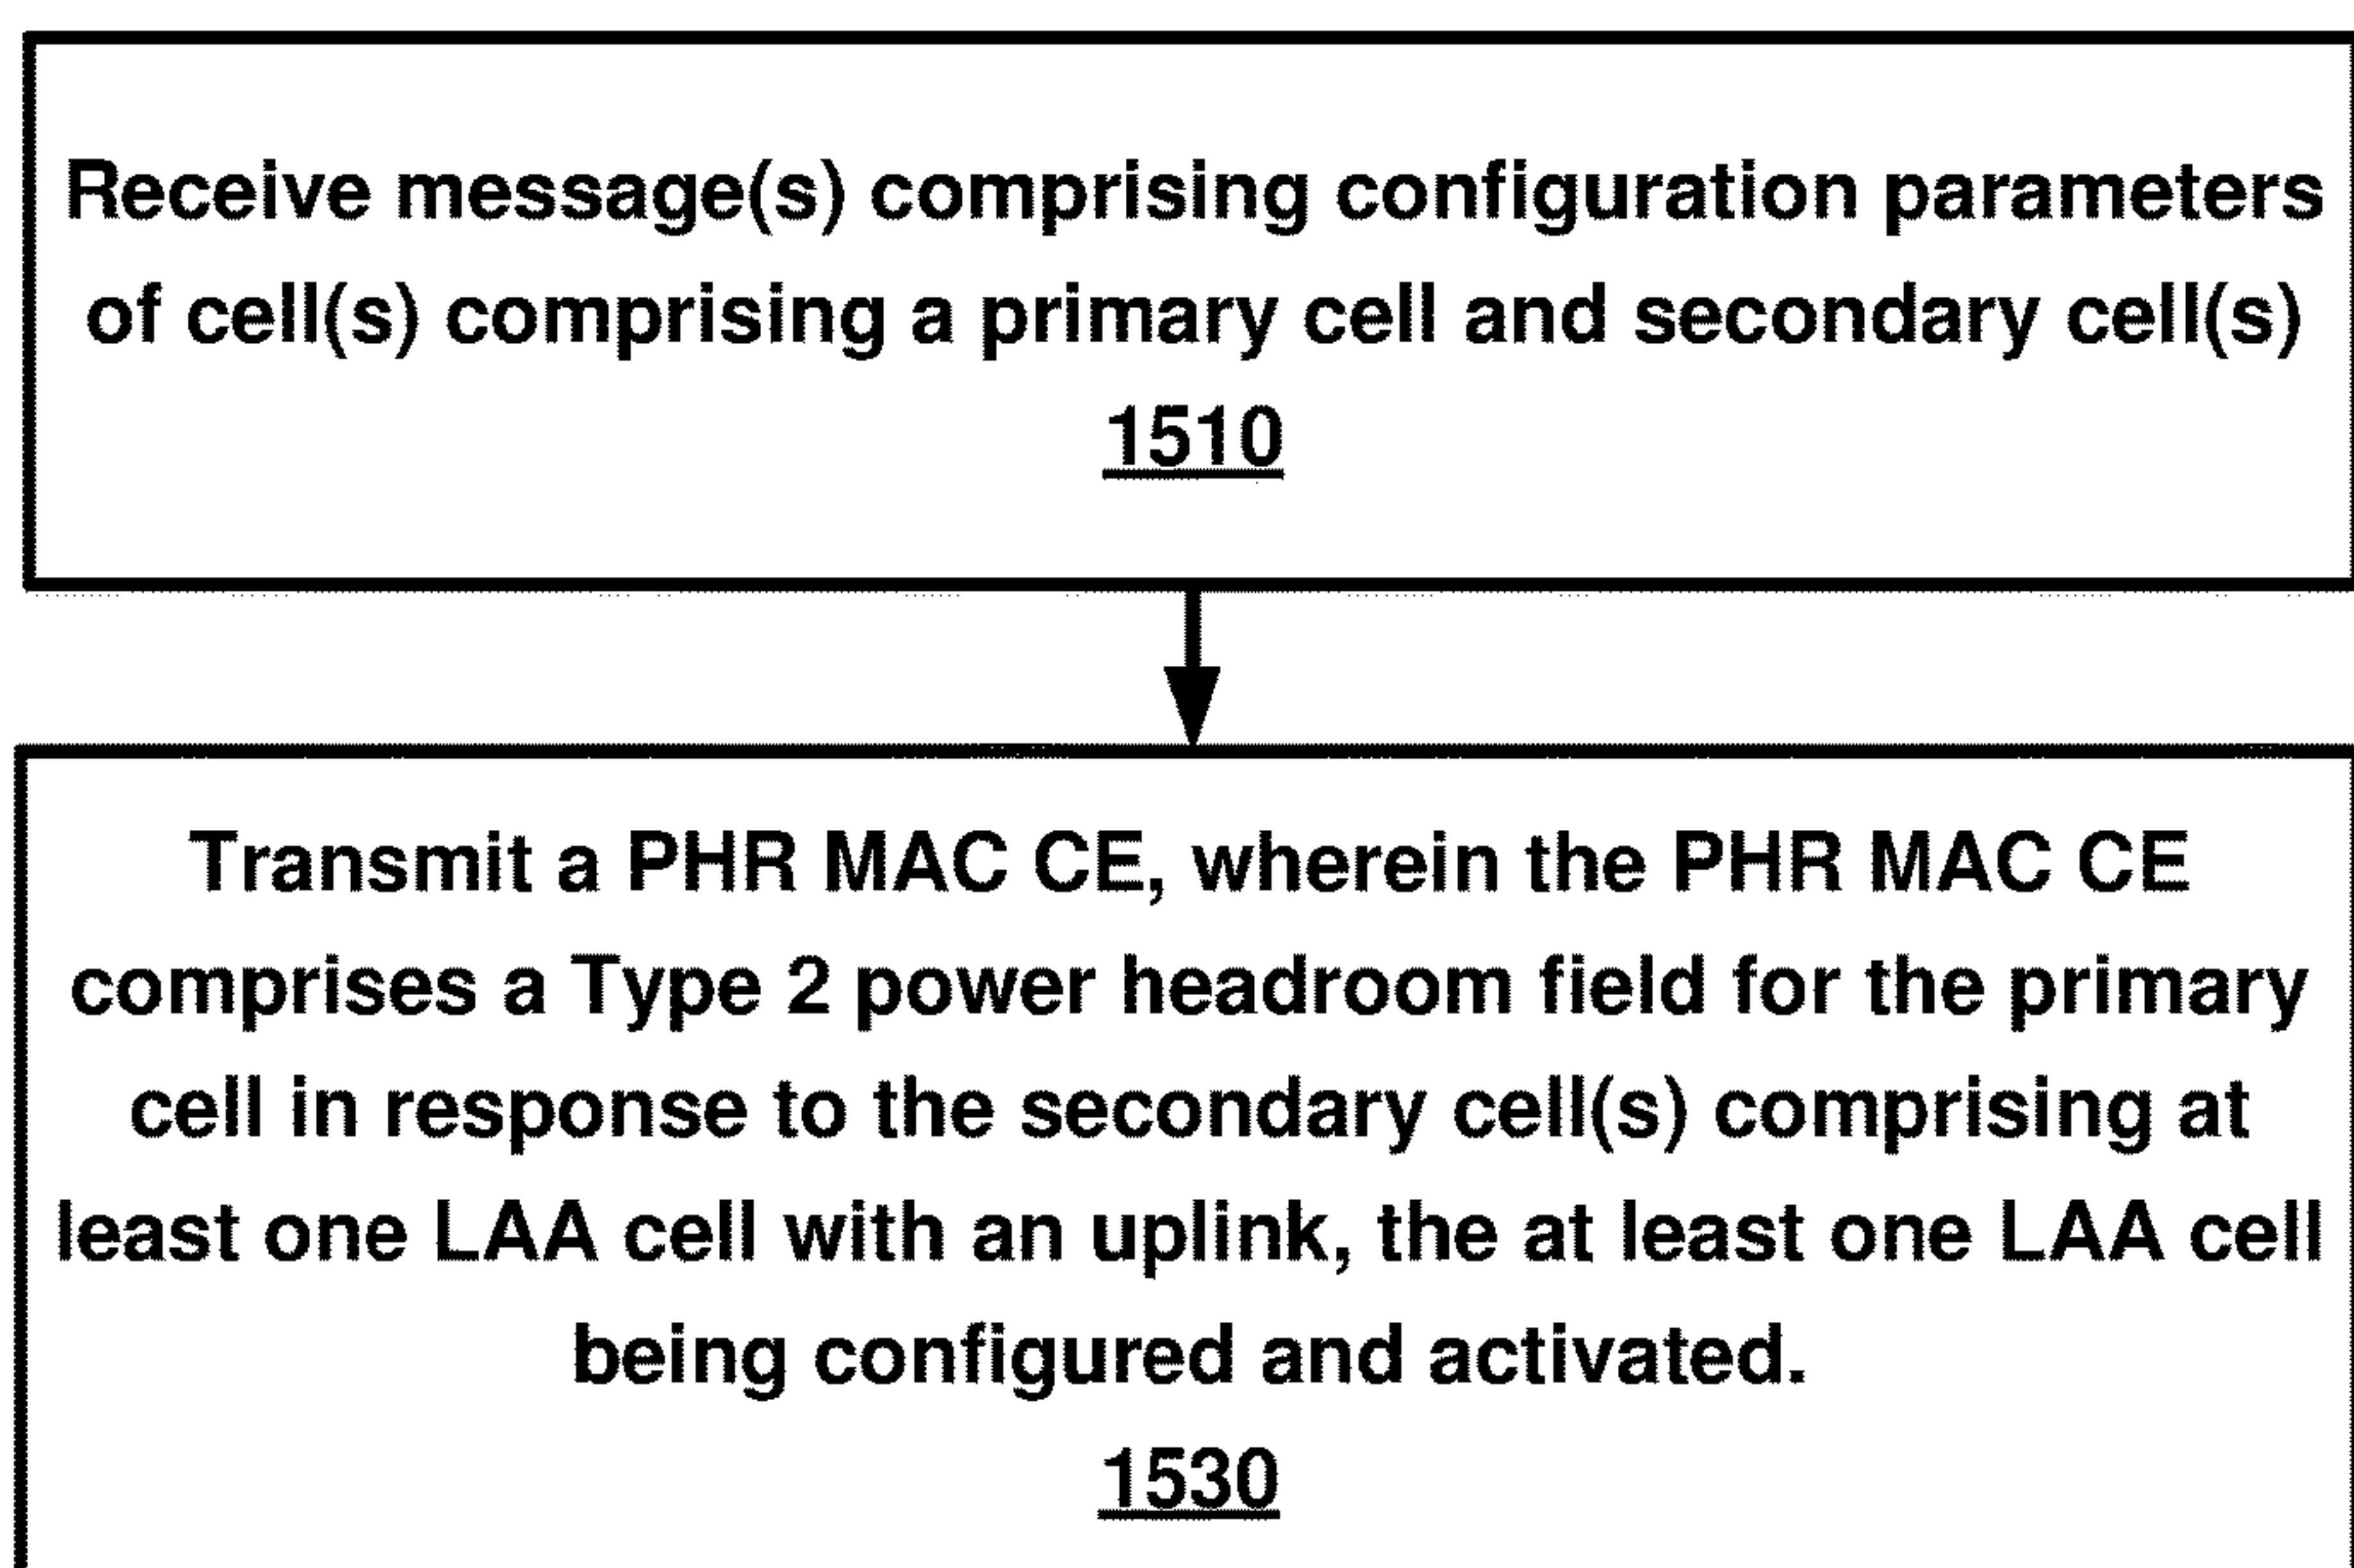 Receive message(s) comprising configuration parameters
of cell(s) comprising a primary cell and secondary cell(s)
1510
Transmit a PHR MAC CE, wherein the PHR MAC CE
comprises a Type 2 power headroom field for the primary
cell in response to the secondary cell(s) comprising at
least one LAA cell with an uplink, the at least one LAA cell
being configured and activated.
1530